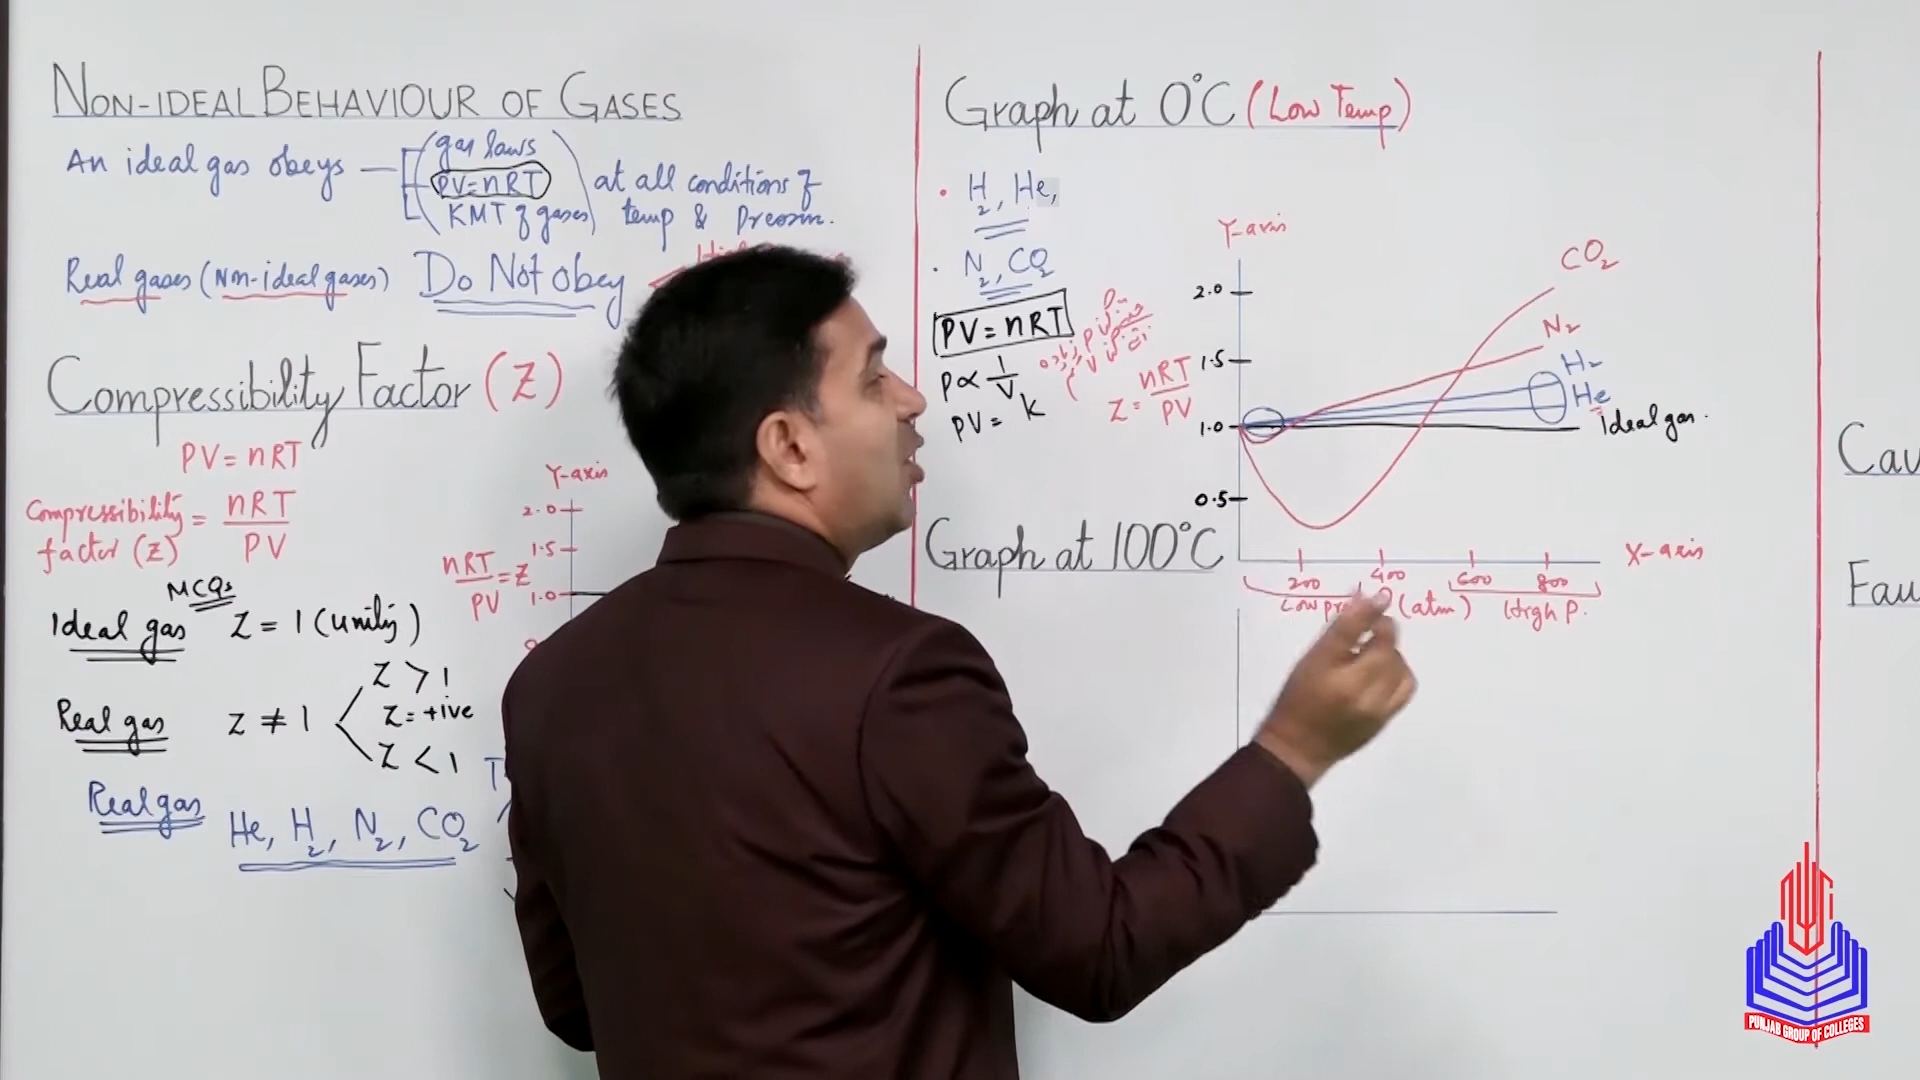 NON-IDEAL BEHAVIOUR OF GASES
An ideal gas obeys
gas laws
PV=nRT
KMT of gases
at all conditions of
temp &
Real gases (Non-ideal gases) Do Not obey
Compressibility Factor (Z)
PV = nRT
Compressibility factor (Z) = nRT / PV
MCQs
Ideal gas Z = 1 (unity)
Real gas Z ≠ 1
Z > 1
Z = +ive
Z < 1
Real gas He, H2, N2, CO2
Y-axis
2.0
1.5
1.0
nRT / PV = Z
Graph at 0°C (Low Temp)
• H2, He,
• N2, CO2
PV = nRT
P ∝ 1/V
PV = K
Z = nRT / PV
Y-axis
2.0
1.5
1.0
0.5
CO2
N2
H2
He
Ideal gas.
X-axis
200 400 600 800
Low (atm) High P.
Graph at 100°C
PUNJAB GROUP OF COLLEGES